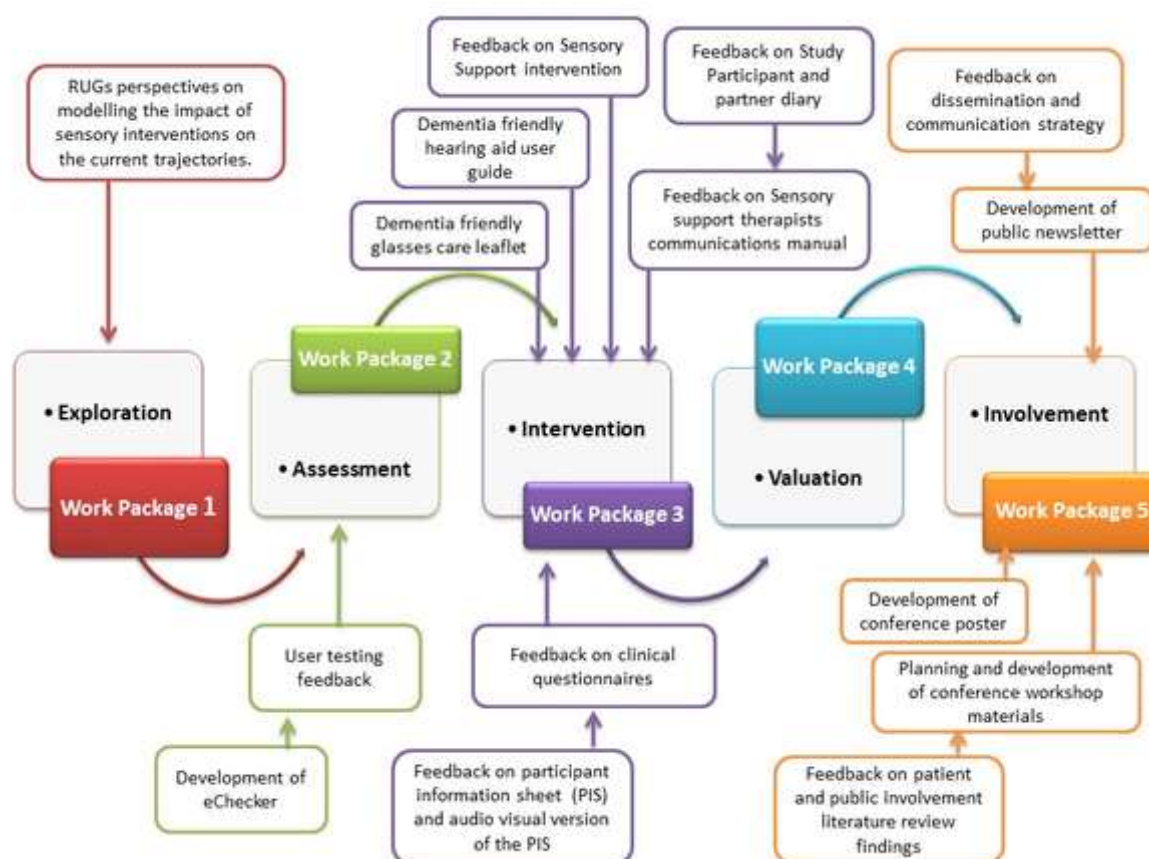 RUGs perspectives on
modelling the impact of
sensory interventions on
the current trajectories.
Feedback on Sensory
Support intervention
Dementia friendly
hearing aid user
guide
Dementia friendly
glasses care leaflet
Feedback on Study
Participant and
partner diary
Feedback on Sensory
support therapists
communications manual
Feedback on
dissemination and
communication strategy
Development of
public newsletter
• Exploration
Work Package 1
Work Package 2
• Assessment
• Intervention
Work Package 3
Work Package 4
• Valuation
• Involvement
Work Package 5
User testing
feedback
Development of
eChecker
Feedback on clinical
questionnaires
Feedback on participant
information sheet (PIS)
and audio visual version
of the PIS
Development of
conference poster
Planning and development
of conference workshop
materials
Feedback on patient
and public involvement
literature review
findings